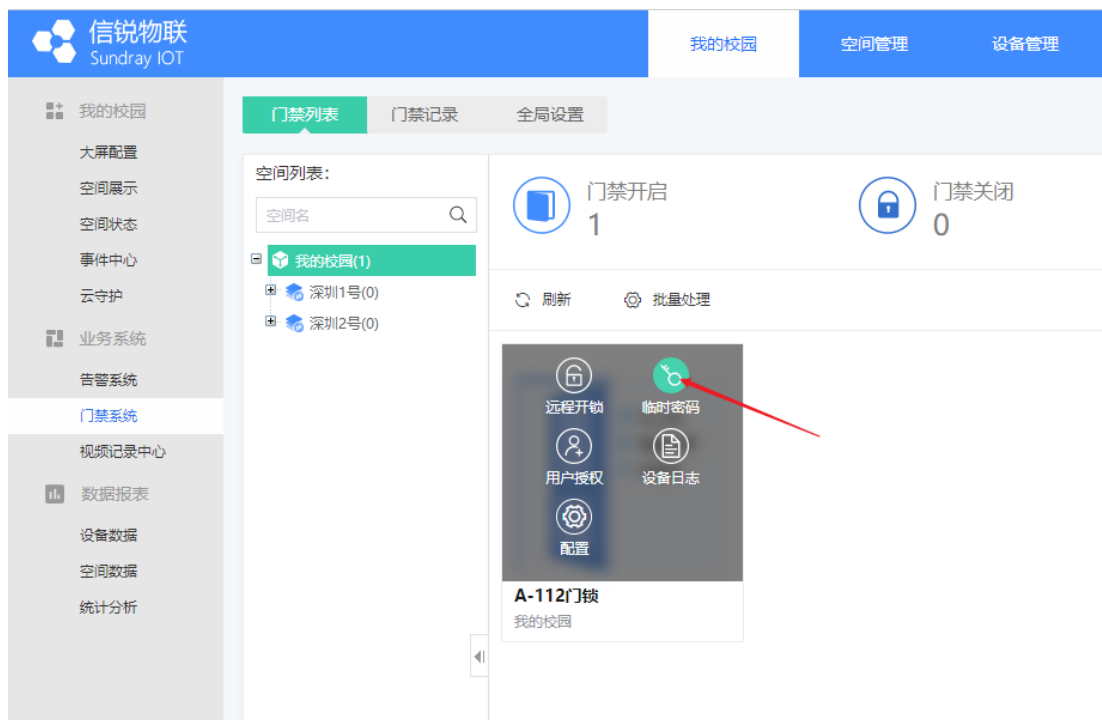 信锐物联
Sundray IOT
我的校园
空间管理
设备管理
我的校园
大屏配置
空间展示
空间状态
事件中心
云守护
业务系统
告警系统
门禁系统
视频记录中心
数据报表
设备数据
空间数据
统计分析
门禁列表
门禁记录
全局设置
空间列表:
空间名
我的校园(1)
深圳1号(0)
深圳2号(0)
门禁开启
1
门禁关闭
0
刷新
批量处理
远程开锁
临时密码
用户授权
设备日志
配置
A-112门锁
我的校园